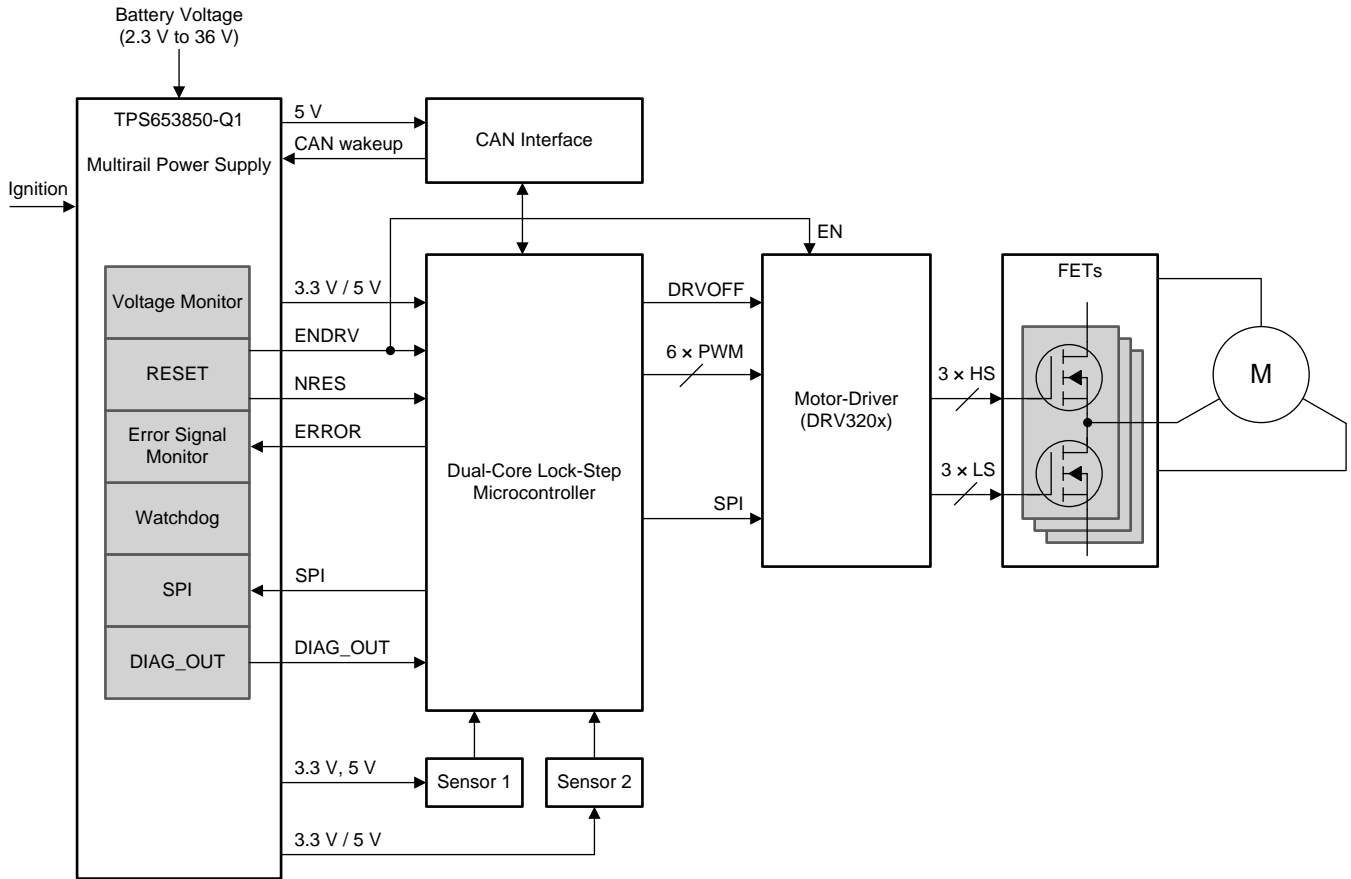 Battery Voltage
(2.3 V to 36 V)
TPS653850-Q1
Multirail Power Supply
Ignition
5 V
CAN wakeup
CAN Interface
EN
Voltage Monitor
RESET
Error Signal
Monitor
Watchdog
SPI
DIAG_OUT
3.3 V / 5 V
ENDRV
NRES
ERROR
SPI
DIAG_OUT
3.3 V, 5 V
3.3 V / 5 V
Dual-Core Lock-Step
Microcontroller
Sensor 1
Sensor 2
DRVOFF
6 × PWM
SPI
Motor-Driver
(DRV320x)
3 × HS
3 × LS
FETs
M